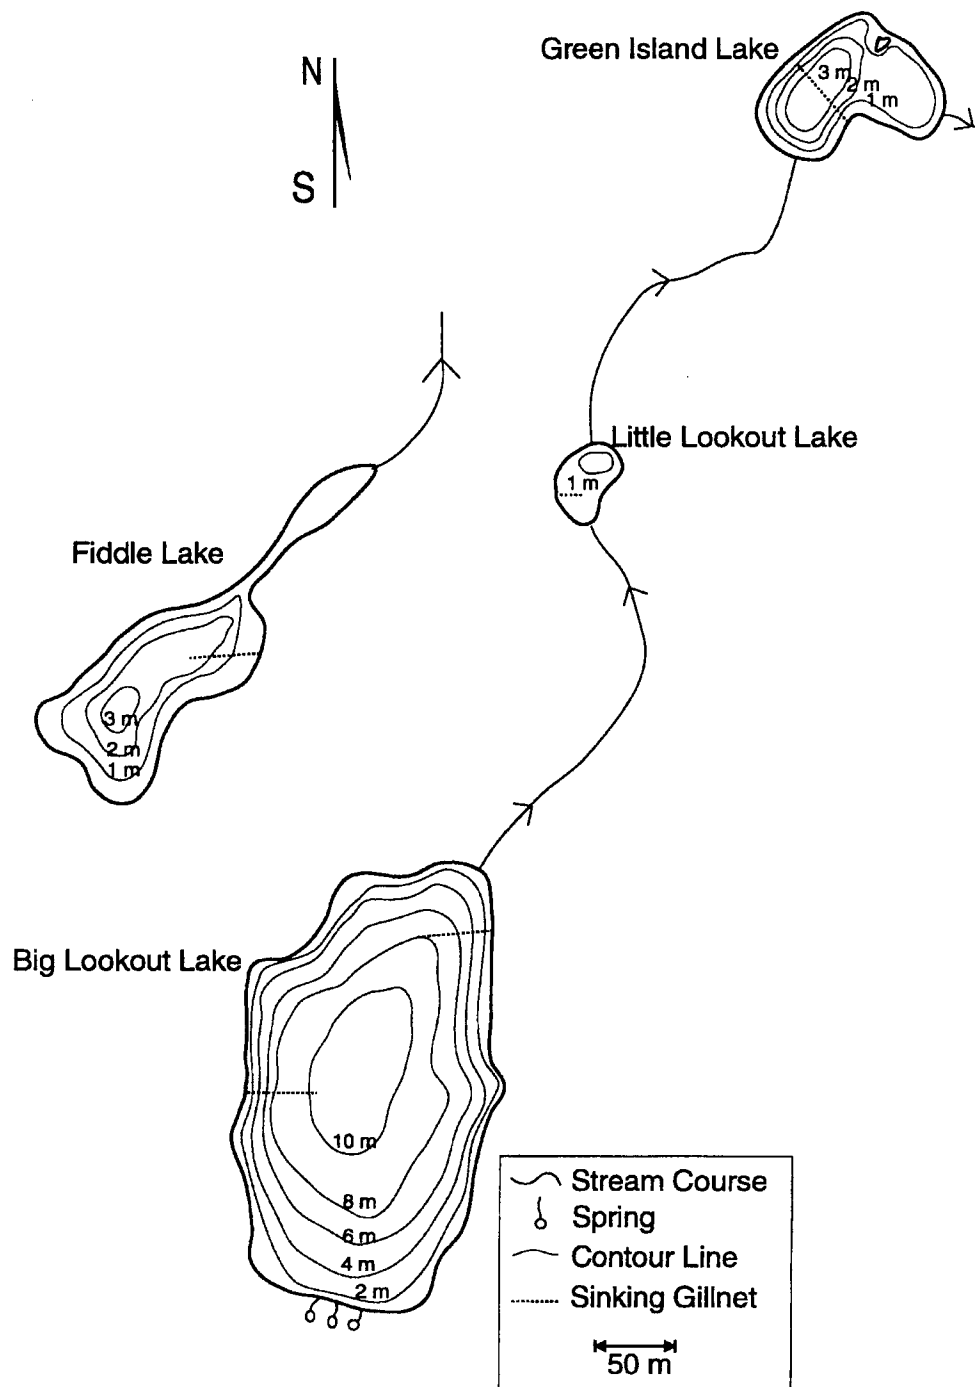 Green Island Lake
3 m
2 m
1 m
N
S
Little Lookout Lake
1 m
Fiddle Lake
3 m
2 m
1 m
Big Lookout Lake
10 m
8 m
6 m
4 m
2 m
Stream Course
Spring
Contour Line
Sinking Gillnet
50 m